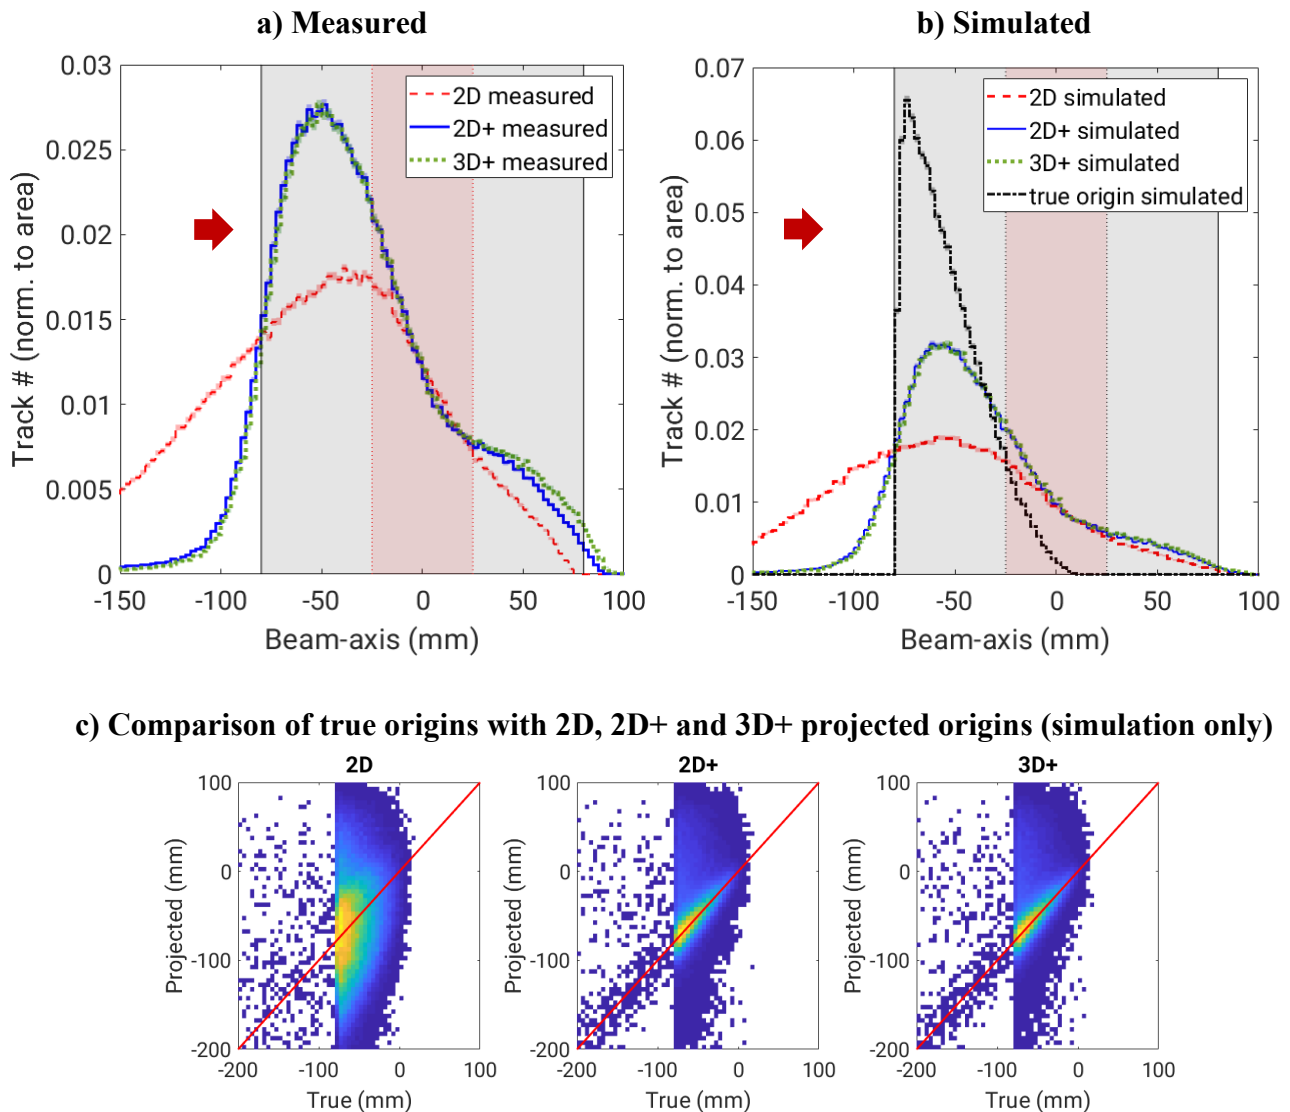 a) Measured
0.03
0.025
0.02
0.015
0.01
0.005
0
-150
-100
-50
0
50
100
Track # (norm. to area)
Beam-axis (mm)
2D measured
2D+ measured
3D+ measured
b) Simulated
0.07
0.06
0.05
0.04
0.03
0.02
0.01
0
-150
-100
-50
0
50
100
Track # (norm. to area)
Beam-axis (mm)
2D simulated
2D+ simulated
3D+ simulated
true origin simulated
c) Comparison of true origins with 2D, 2D+ and 3D+ projected origins (simulation only)
2D
100
0
-100
-200
-200
-100
0
100
Projected (mm)
True (mm)
2D+
100
0
-100
-200
-200
-100
0
100
Projected (mm)
True (mm)
3D+
100
0
-100
-200
-200
-100
0
100
Projected (mm)
True (mm)